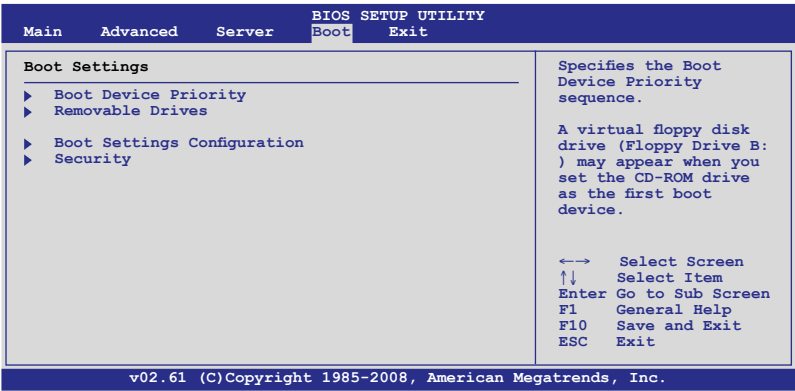 BIOS SETUP UTILITY
Main Advanced Server Boot Exit
Boot Settings
Boot Device Priority
Removable Drives
Boot Settings Configuration
Security
Specifies the Boot
Device Priority
sequence.
A virtual floppy disk
drive (Floppy Drive B:
) may appear when you
set the CD-ROM drive
as the first boot
device.
←→ Select Screen
↑↓ Select Item
Enter Go to Sub Screen
F1 General Help
F10 Save and Exit
ESC Exit
v02.61 (C)Copyright 1985-2008, American Megatrends, Inc.